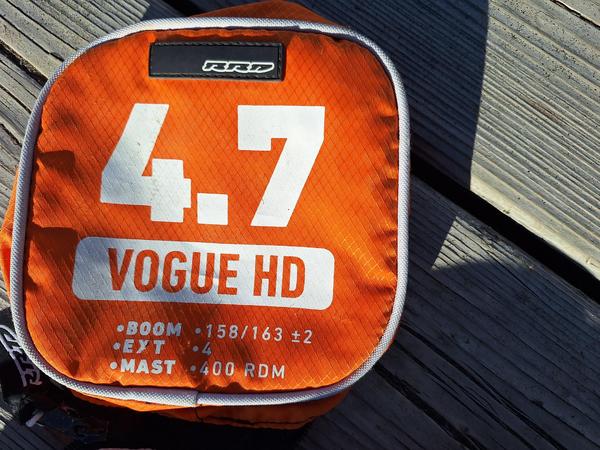 RRD
4.7
VOGUE HD
•BOOM •158/163 ±2
•EXT •4
•MAST •400 RDM